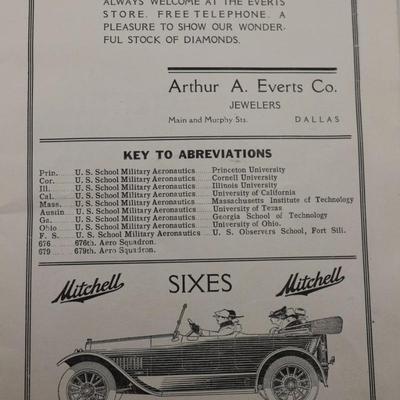 ALWAYS WELCOME AT THE EVERTS
STORE. FREE TELEPHONE. A
PLEASURE TO SHOW OUR WONDER-
FUL STOCK OF DIAMONDS.
Arthur A. Everts Co.
JEWELERS
Main and Murphy Sts. DALLAS
KEY TO ABREVIATIONS
Prin. U. S. School Military Aeronautics Princeton University
Cor. U. S. School Military Aeronautics Cornell University
Ill. U. S. School Military Aeronautics Illinois University
Cal. U. S. School Military Aeronautics University of California
Mass. U. S. School Military Aeronautics Massachusetts Institute of Technology
Austin U. S. School Military Aeronautics University of Texas
Ga. U. S. School Military Aeronautics Georgia School of Technology
Ohio U. S. School Military Aeronautics University of Ohio.
F. S. U. S. School Military Aeronautics U. S. Observers School, Fort Sill.
676 676th. Aero Squadron.
679 679th. Aero Squadron.
Mitchell SIXES Mitchell